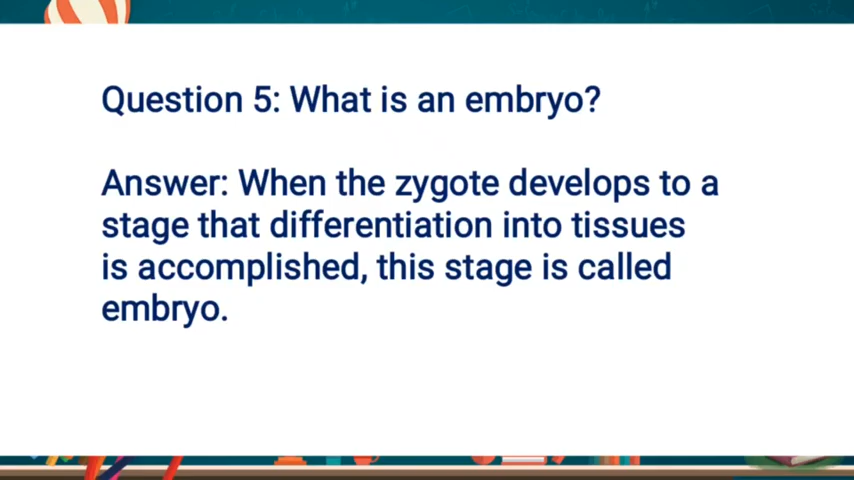 Question 5: What is an embryo?
Answer: When the zygote develops to a
stage that differentiation into tissues
is accomplished, this stage is called
embryo.